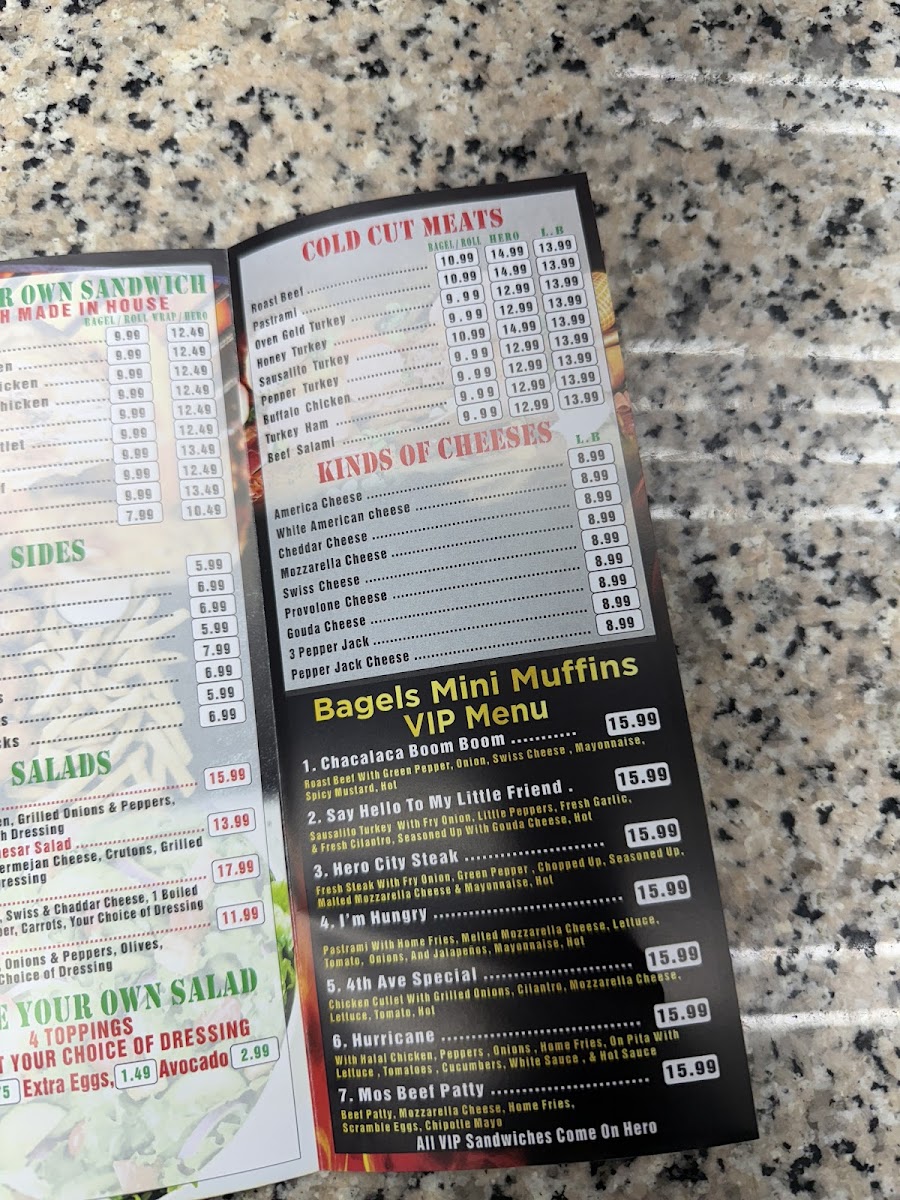 R OWN SANDWICH
H MADE IN HOUSE
BAGEL / ROLL WRAP / HERO
9.99 12.49
en 9.99 12.49
icken 9.99 12.49
chicken 9.99 12.49
9.99 12.49
tlet 9.99 12.49
9.99 13.49
f 9.99 12.49
9.99 13.49
7.99 10.49
SIDES
5.99
6.99
6.99
5.99
7.99
6.99
s 5.99
s 6.99
cks
SALADS
15.99
en, Grilled Onions & Peppers,
h Dressing
esar Salad 13.99
ermejan Cheese, Crutons, Grilled
ressing
17.99
, Swiss & Chaddar Cheese, 1 Boiled
er, Carrots, Your Choice of Dressing
11.99
, Onions & Peppers, Olives,
Choice of Dressing
E YOUR OWN SALAD
4 TOPPINGS
T YOUR CHOICE OF DRESSING
5 Extra Eggs, 1.49 Avocado 2.99
COLD CUT MEATS
BAGEL / ROLL HERO L.B
Roast Beef 10.99 14.99 13.99
Pastrami 10.99 14.99 13.99
Oven Gold Turkey 9.99 12.99 13.99
Honey Turkey 9.99 12.99 13.99
Sausalito Turkey 10.99 14.99 13.99
Pepper Turkey 9.99 12.99 13.99
Buffalo Chicken 9.99 12.99 13.99
Turkey Ham 9.99 12.99 13.99
Beef Salami 9.99 12.99 13.99
KINDS OF CHEESES
L.B
America Cheese 8.99
White American cheese 8.99
Cheddar Cheese 8.99
Mozzarella Cheese 8.99
Swiss Cheese 8.99
Provolone Cheese 8.99
Gouda Cheese 8.99
3 Pepper Jack 8.99
Pepper Jack Cheese 8.99
Bagels Mini Muffins
VIP Menu
1. Chacalaca Boom Boom ........... 15.99
Roast Beef With Green Pepper, Onion, Swiss Cheese , Mayonnaise,
Spicy Mustard, Hot
2. Say Hello To My Little Friend . 15.99
Sausalito Turkey With Fry Onion, Little Peppers, Fresh Garlic,
& Fresh Cilantro, Seasoned Up With Gouda Cheese, Hot
3. Hero City Steak 15.99
Fresh Steak With Fry Onion, Green Pepper , Chopped Up, Seasoned Up,
Malted Mozzarella Cheese & Mayonnaise, Hot
4, I'm Hungry 15.99
Pastrami With Home Fries, Melted Mozzarella Cheese, Lettuce,
Tomato, Onions, And Jalapeños, Mayonnaise, Hot
5. 4th Ave Special 15.99
Chicken Cutlet With Grilled Onions, Cilantro, Mozzarella Cheese,
Lettuce, Tomato, Hot
6. Hurricane 15.99
With Halal Chicken, Peppers , Onions , Home Fries, On Pita With
Lettuce , Tomatoes , Cucumbers, White Sauce , & Hot Sauce
7. Mos Beef Patty 15.99
Beef Patty, Mozzarella Cheese, Home Fries,
Scramble Eggs, Chipotle Mayo
All VIP Sandwiches Come On Hero